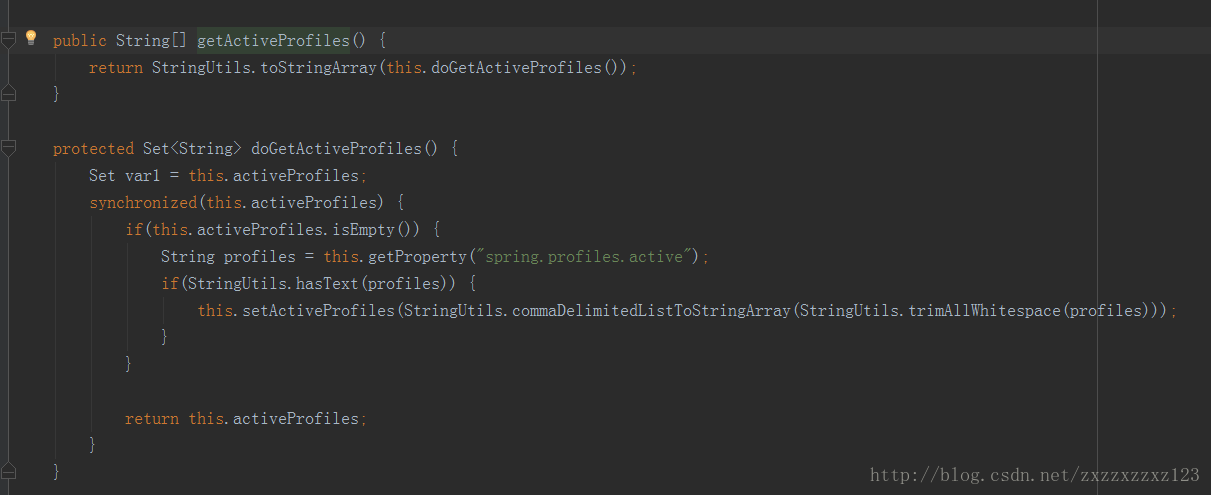 public String[] getActiveProfiles() {
return StringUtils.toStringArray(this.doGetActiveProfiles());
}
protected Set<String> doGetActiveProfiles() {
Set var1 = this.activeProfiles;
synchronized(this.activeProfiles) {
if(this.activeProfiles.isEmpty()) {
String profiles = this.getProperty("spring.profiles.active");
if(StringUtils.hasText(profiles)) {
this.setActiveProfiles(StringUtils.commaDelimitedListToStringArray(StringUtils.trimAllWhitespace(profiles)));
}
}
return this.activeProfiles;
}
}
http://blog.csdn.net/zxzzxzzxz123